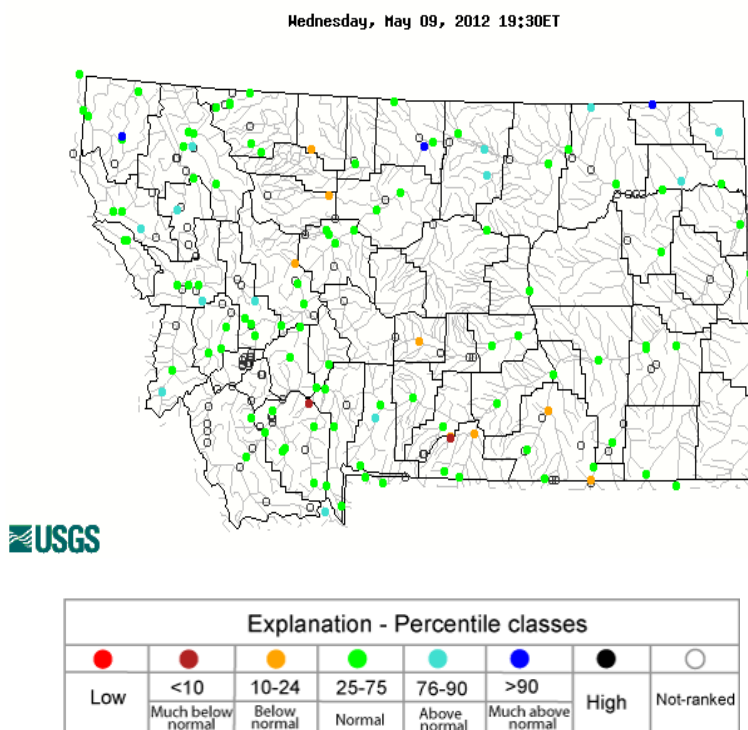 Wednesday, May 09, 2012 19:30ET
USGS
Explanation - Percentile classes
Low
<10
10-24
25-75
76-90
>90
High
Not-ranked
Much below
normal
Below
normal
Normal
Above
normal
Much above
normal